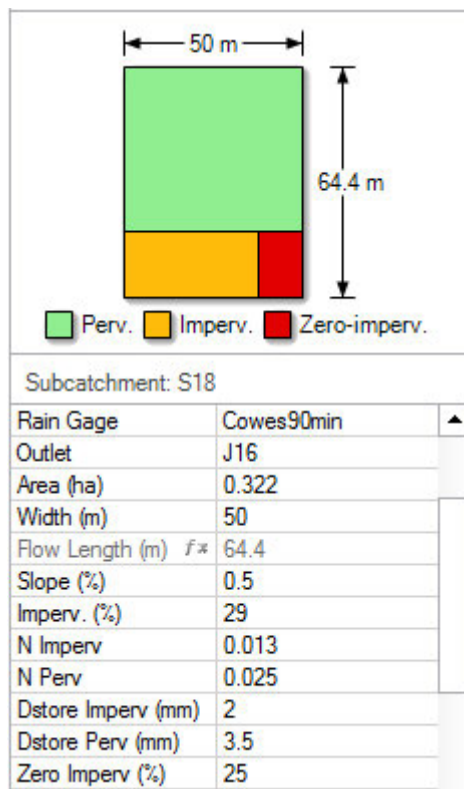 50 m
64.4 m
Perv. Imperv. Zero-imperv.
Subcatchment: S18
Rain Gage Cowes90min
Outlet J16
Area (ha) 0.322
Width (m) 50
Flow Length (m) ƒx 64.4
Slope (%) 0.5
Imperv. (%) 29
N Imperv 0.013
N Perv 0.025
Dstore Imperv (mm) 2
Dstore Perv (mm) 3.5
Zero Imperv (%) 25